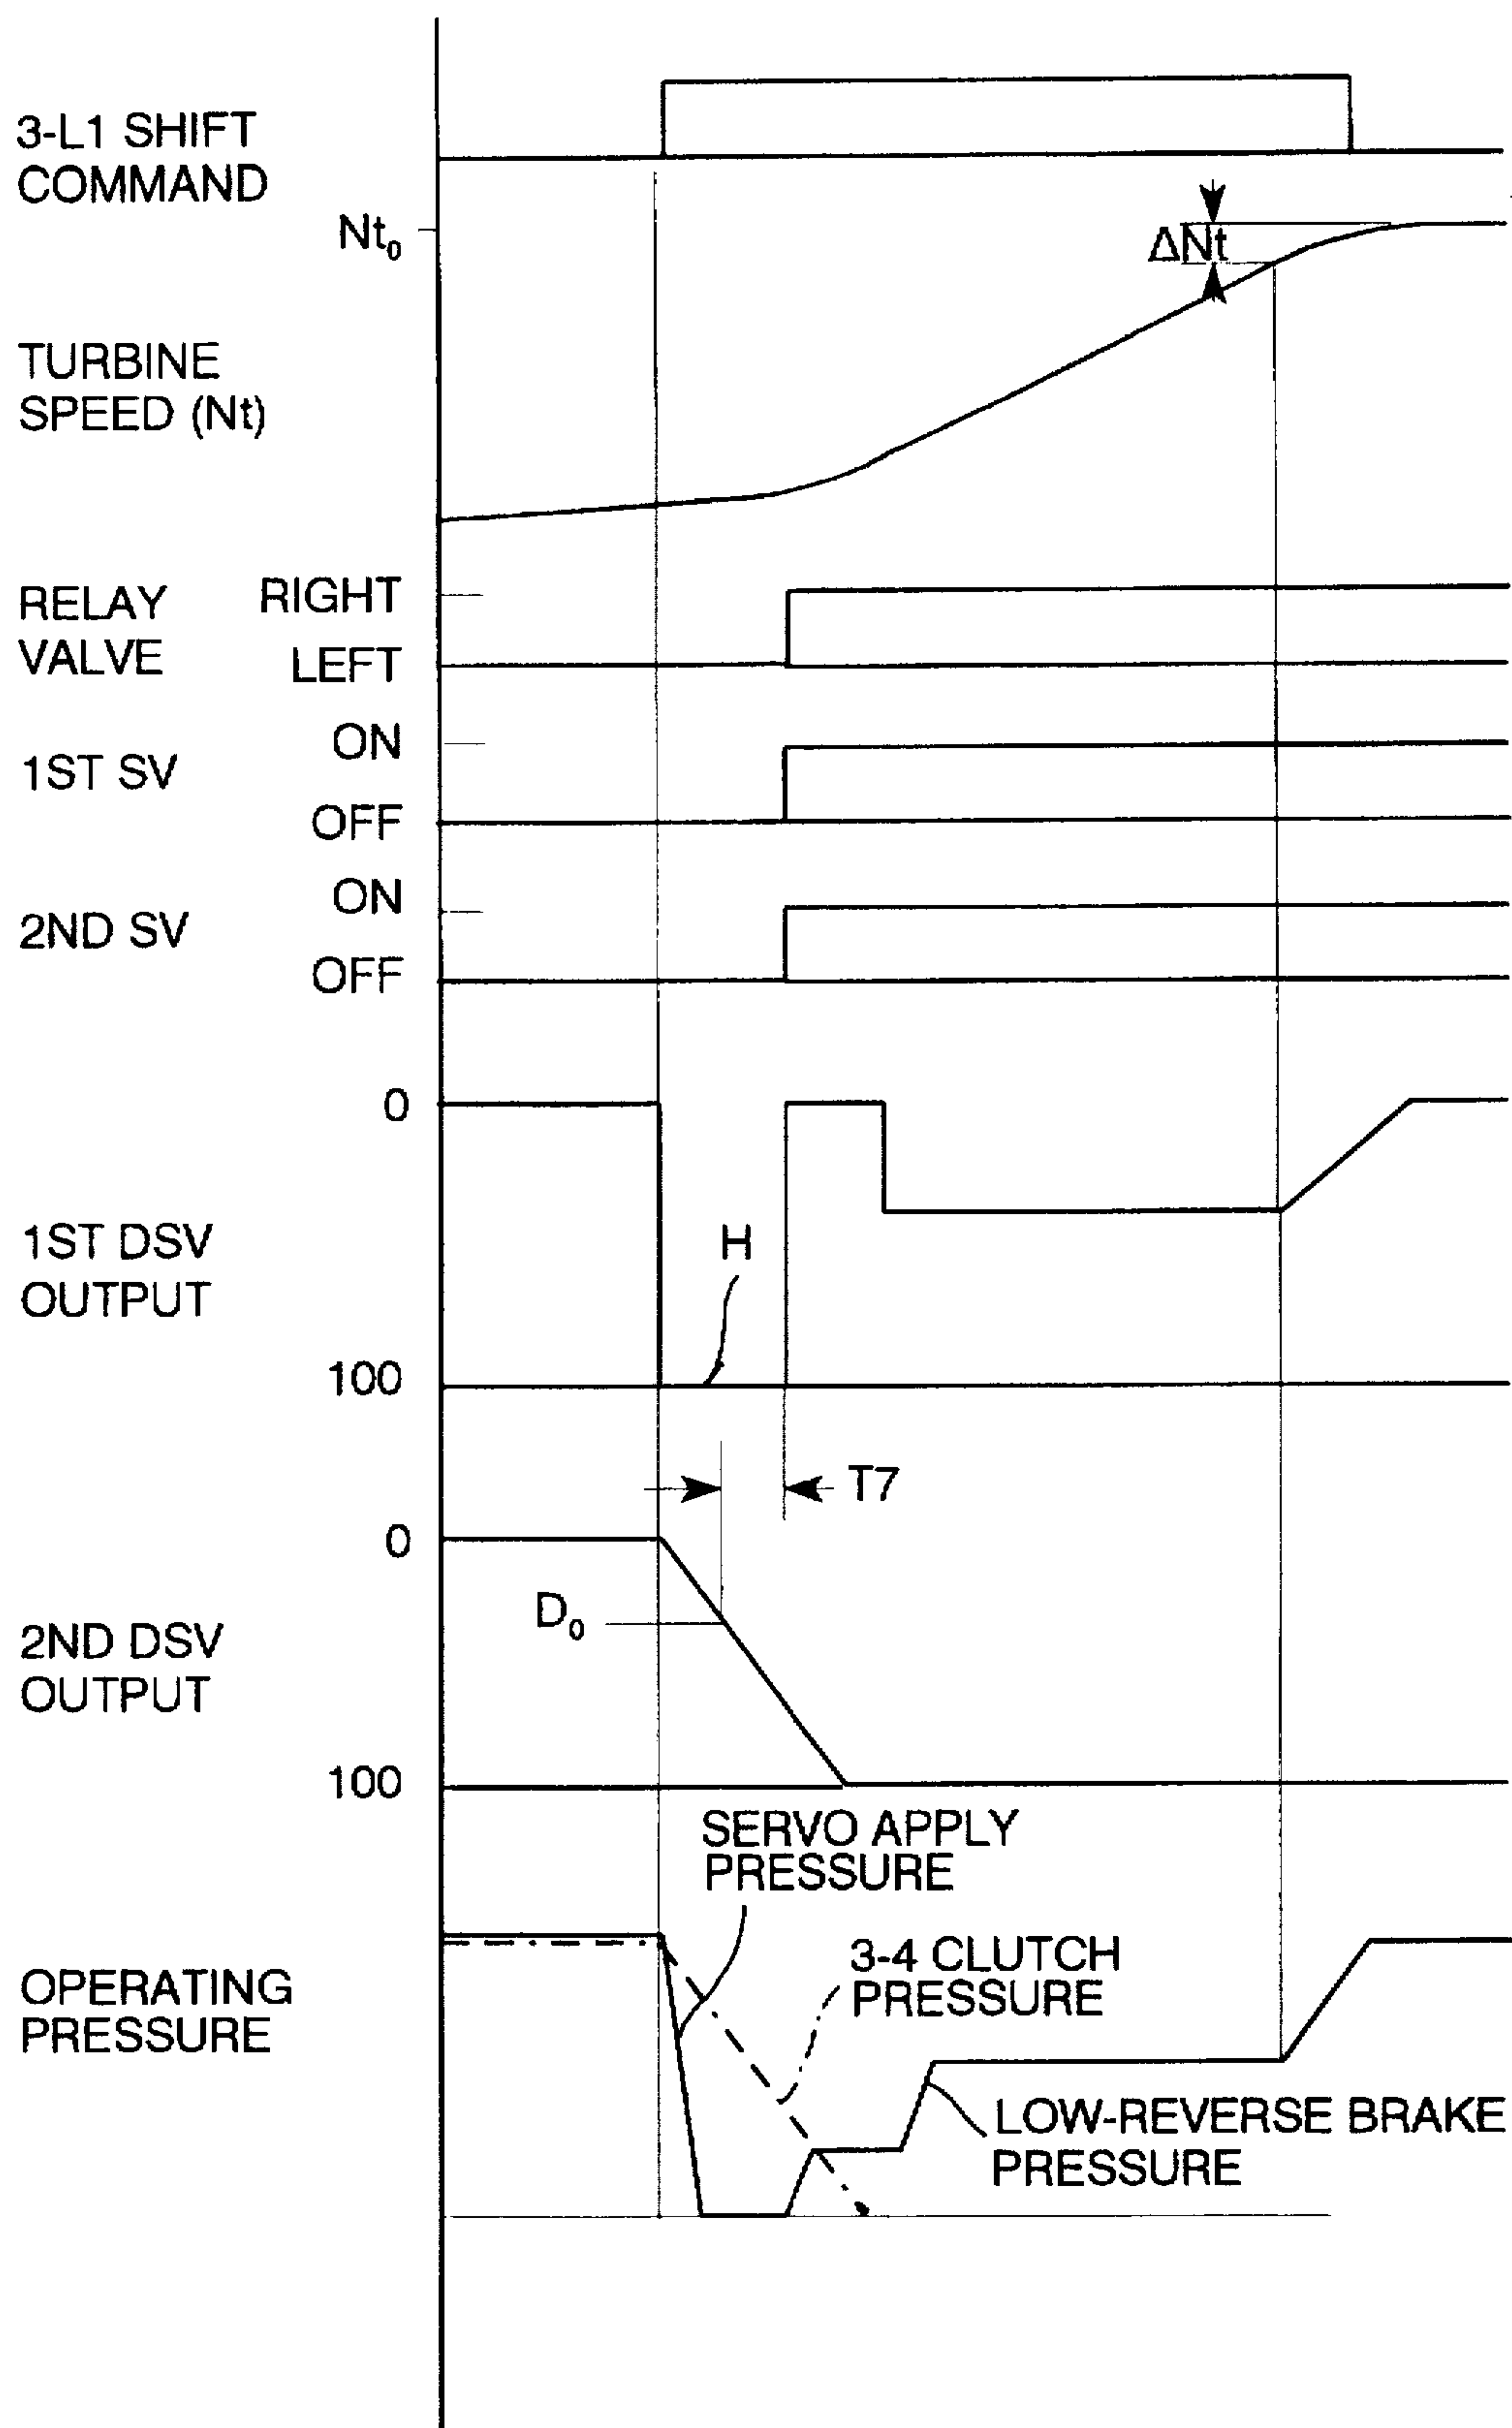 3-L1 SHIFT
COMMAND
Nt₀
ΔNt
TURBINE
SPEED (Nt)
RELAY
VALVE
RIGHT
LEFT
1ST SV
ON
OFF
2ND SV
ON
OFF
0
1ST DSV
OUTPUT
H
100
T7
0
D₀
2ND DSV
OUTPUT
100
SERVO APPLY
PRESSURE
3-4 CLUTCH
PRESSURE
OPERATING
PRESSURE
LOW-REVERSE BRAKE
PRESSURE